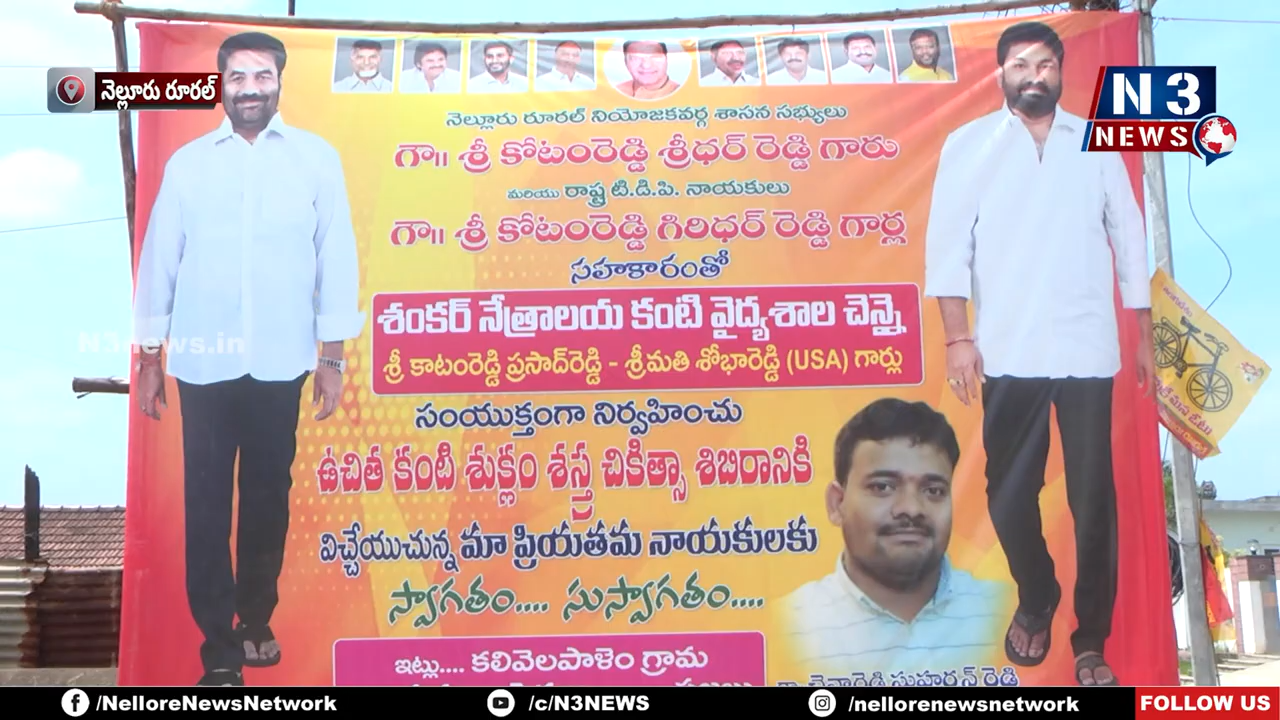 నెల్లూరు రూరల్
N3
NEWS
నెల్లూరు రూరల్ నియోజకవర్గ శాసన సభ్యులు
గౌ॥ శ్రీ కోటంరెడ్డి శ్రీధర్ రెడ్డి గారు
మరియు రాష్ట్ర టి.డి.పి. నాయకులు
గౌ॥ శ్రీ కోటంరెడ్డి గిరిధర్ రెడ్డి గార్ల
సహకారంతో
శంకర్ నేత్రాలయ కంటి వైద్యశాల చెన్నై
శ్రీ కాటంరెడ్డి ప్రసాద్‌రెడ్డి - శ్రీమతి శోభారెడ్డి (USA) గార్లు
సంయుక్తంగా నిర్వహించు
ఉచిత కంటి శుక్లం శస్త్ర చికిత్సా శిబిరానికి
విచ్చేయుచున్న మా ప్రియతమ నాయకులకు
స్వాగతం.... సుస్వాగతం....
ఇట్లు.... కలివెలపాళెం గ్రామ
N3news.in
/NelloreNewsNetwork
/c/N3NEWS
/nellorenewsnetwork
FOLLOW US